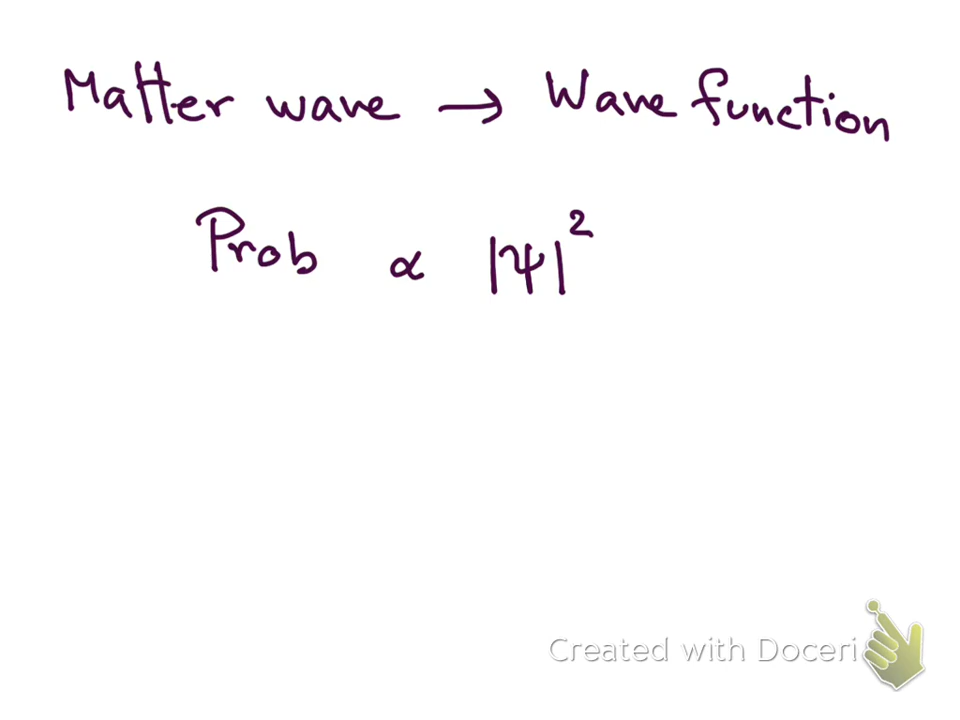 Matter wave → Wave function
Prob ∝ |ψ|²
Created with Doceri